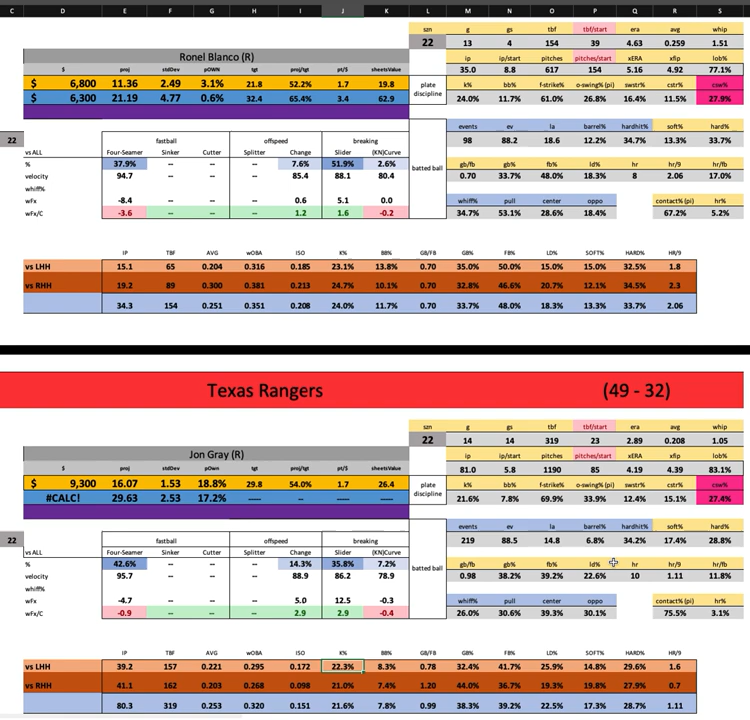 C D E F G H I J K L M N O P Q R S
szn g gs tbf tbf/start era avg whip
22 13 4 154 39 4.63 0.259 1.51
Ronel Blanco (R) ip ip/start pitches pitches/start xERA xfip lob%
35.0 8.8 617 154 5.16 4.92 77.1%
$ proj stdDev pOWN tgt proj/tgt pt/$ sheetsValue
$ 6,800 11.36 2.49 3.1% 21.8 52.2% 1.7 19.8 plate discipline k% bb% f-strike% o-swing% (pi) swstr% cstr% csw%
$ 6,300 21.19 4.77 0.6% 32.4 65.4% 3.4 62.9 24.0% 11.7% 61.0% 26.8% 16.4% 11.5% 27.9%
events ev la barrel% hardhit% soft% hard%
22 fastball offspeed breaking 98 88.2 18.6 12.2% 34.7% 13.3% 33.7%
vs ALL Four-Seamer Sinker Cutter Splitter Change Slider (KN)Curve
% 37.9% -- -- -- 7.6% 51.9% 2.6% batted ball gb/fb gb% fb% ld% hr hr/9 hr/fb
velocity 94.7 -- -- -- 85.4 88.1 80.4 0.70 33.7% 48.0% 18.3% 8 2.06 17.0%
whiff%
wFx -8.4 -- -- -- 0.6 5.1 0.0 whiff% pull center oppo contact% (pi) hr%
wFx/C -3.6 -- -- -- 1.2 1.6 -0.2 34.7% 53.1% 28.6% 18.4% 67.2% 5.2%
IP TBF AVG wOBA ISO K% BB% GB/FB GB% FB% LD% SOFT% HARD% HR/9
vs LHH 15.1 65 0.204 0.316 0.185 23.1% 13.8% 0.70 35.0% 50.0% 15.0% 15.0% 32.5% 1.8
vs RHH 19.2 89 0.300 0.381 0.213 24.7% 10.1% 0.70 32.8% 46.6% 20.7% 12.1% 34.5% 2.3
34.3 154 0.251 0.351 0.208 24.0% 11.7% 0.70 33.7% 48.0% 18.3% 13.3% 33.7% 2.06
Texas Rangers (49 - 32)
szn g gs tbf tbf/start era avg whip
22 14 14 319 23 2.89 0.208 1.05
Jon Gray (R) ip ip/start pitches pitches/start xERA xfip lob%
81.0 5.8 1190 85 4.19 4.39 83.1%
$ proj stdDev pOwn tgt proj/tgt pt/$ sheetsValue
$ 9,300 16.07 1.53 18.8% 29.8 54.0% 1.7 26.4 plate discipline k% bb% f-strike% o-swing% (pi) swstr% cstr% csw%
#CALC! 29.63 2.53 17.2% ---- -- ---- ---- 21.6% 7.8% 69.9% 33.9% 12.4% 15.1% 27.4%
events ev la barrel% hardhit% soft% hard%
22 fastball offspeed breaking 219 88.5 14.8 6.8% 34.2% 17.4% 28.8%
vs ALL Four-Seamer Sinker Cutter Splitter Change Slider (KN)Curve
% 42.6% -- -- -- 14.3% 35.8% 7.2% batted ball gb/fb gb% fb% ld% hr hr/9 hr/fb
velocity 95.7 -- -- -- 88.9 86.2 78.9 0.98 38.2% 39.2% 22.6% 10 1.11 11.8%
whiff%
wFx -4.7 -- -- -- 5.0 12.5 -0.3 whiff% pull center oppo contact% (pi) hr%
wFx/C -0.9 -- -- -- 2.9 2.9 -0.4 26.0% 30.6% 39.3% 30.1% 75.5% 3.1%
IP TBF AVG wOBA ISO K% BB% GB/FB GB% FB% LD% SOFT% HARD% HR/9
vs LHH 39.2 157 0.221 0.295 0.172 22.3% 8.3% 0.78 32.4% 41.7% 25.9% 14.8% 29.6% 1.6
vs RHH 41.1 162 0.203 0.268 0.098 21.0% 7.4% 1.20 44.0% 36.7% 19.3% 19.8% 27.9% 0.7
80.3 319 0.253 0.320 0.151 21.6% 7.8% 0.99 38.3% 39.2% 22.5% 17.3% 28.7% 1.11